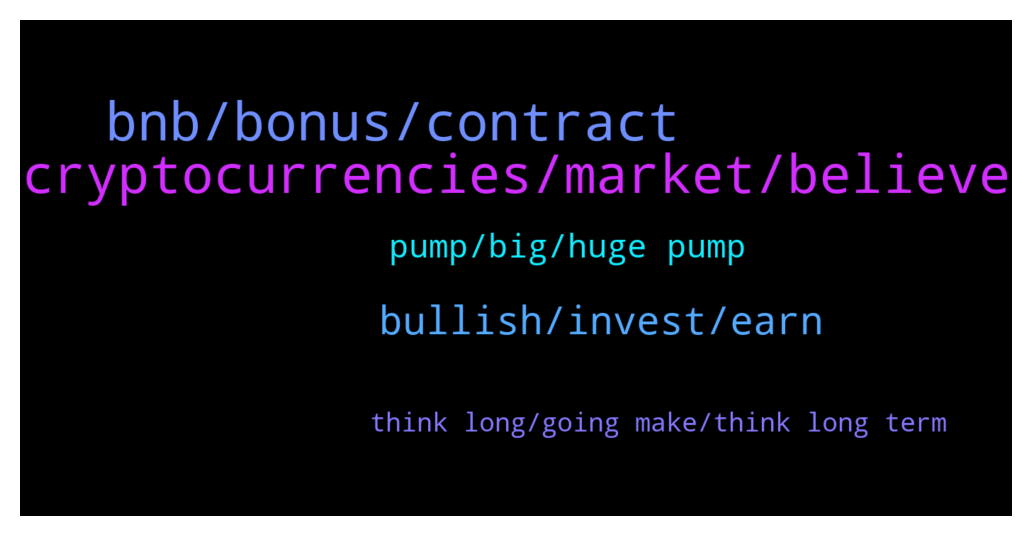 bnb/bonus/contract
cryptocurrencies/market/believe
pump/big/huge pump
bullish/invest/earn
think long/going make/think long term